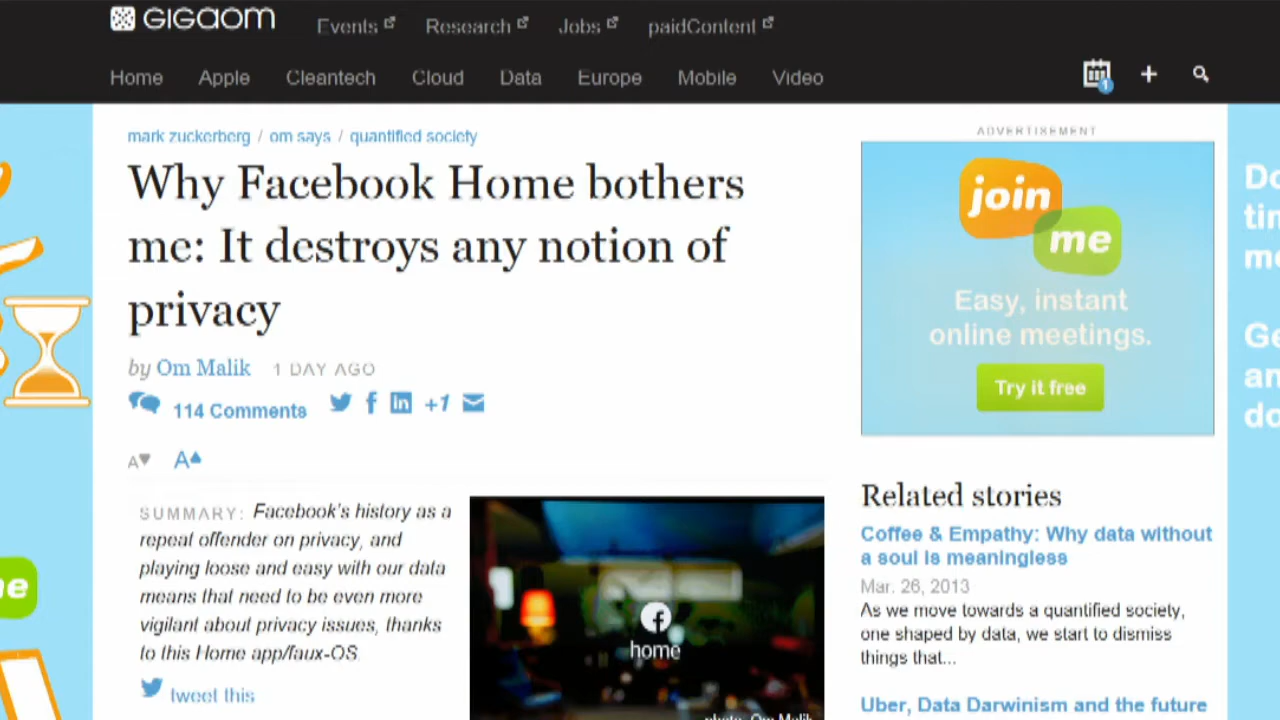 GIGAOM
Events Research Jobs paidContent
Home Apple Cleantech Cloud Data Europe Mobile Video
1
mark zuckerberg / om says / quantified society
Why Facebook Home bothers
me: It destroys any notion of
privacy
by Om Malik 1 DAY AGO
114 Comments
+1
A A
SUMMARY: Facebook's history as a
repeat offender on privacy, and
playing loose and easy with our data
means that need to be even more
vigilant about privacy issues, thanks
to this Home app/faux-OS.
tweet this
home
photo: Om Malik
ADVERTISEMENT
join
me
Easy, instant
online meetings.
Try it free
Related stories
Coffee & Empathy: Why data without
a soul is meaningless
Mar. 26, 2013
As we move towards a quantified society,
one shaped by data, we start to dismiss
things that...
Uber, Data Darwinism and the future